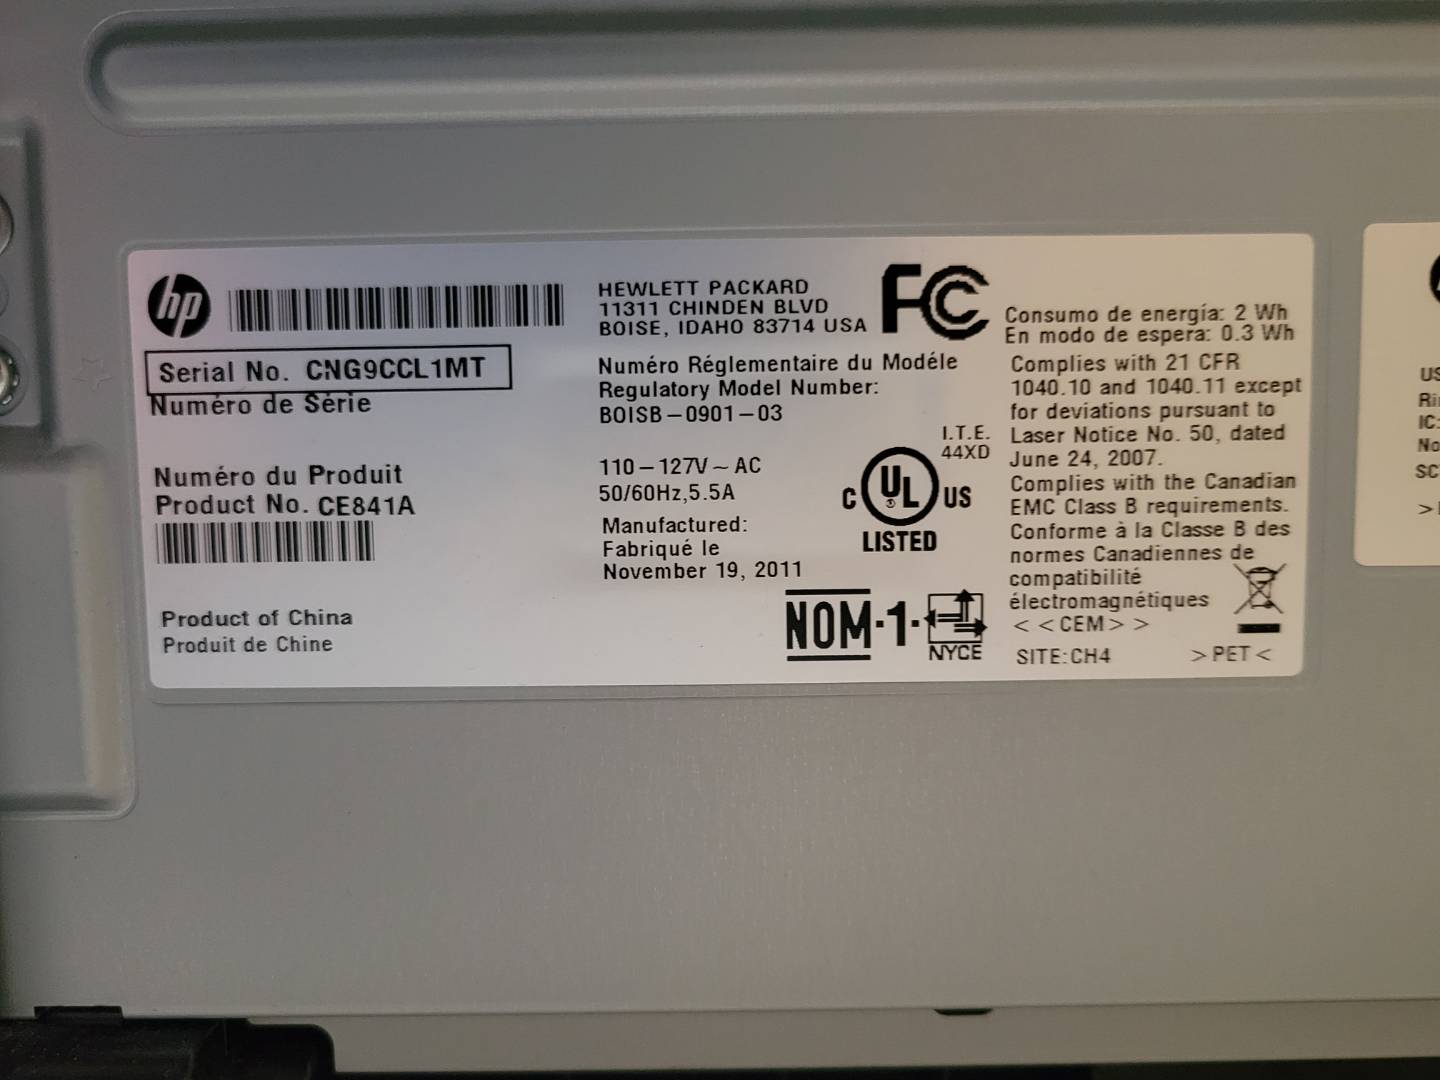 hp
Serial No. CNG9CCL1MT
Numéro de Série
Numéro du Produit
Product No. CE841A
Product of China
Produit de Chine
HEWLETT PACKARD
11311 CHINDEN BLVD
BOISE, IDAHO 83714 USA
Numéro Réglementaire du Modéle
Regulatory Model Number:
BOISB-0901-03
110-127V~AC
50/60Hz,5.5A
Manufactured:
Fabriqué le
November 19, 2011
FC
I.T.E.
44XD
C UL US
®
LISTED
NOM-1-
NYCE
Consumo de energía: 2 Wh
En modo de espera: 0.3 Wh
Complies with 21 CFR
1040.10 and 1040.11 except
for deviations pursuant to
Laser Notice No. 50, dated
June 24, 2007.
Complies with the Canadian
EMC Class B requirements.
Conforme à la Classe B des
normes Canadiennes de
compatibilité
électromagnétiques
<<CEM>>
SITE:CH4
>PET<
US
IC: